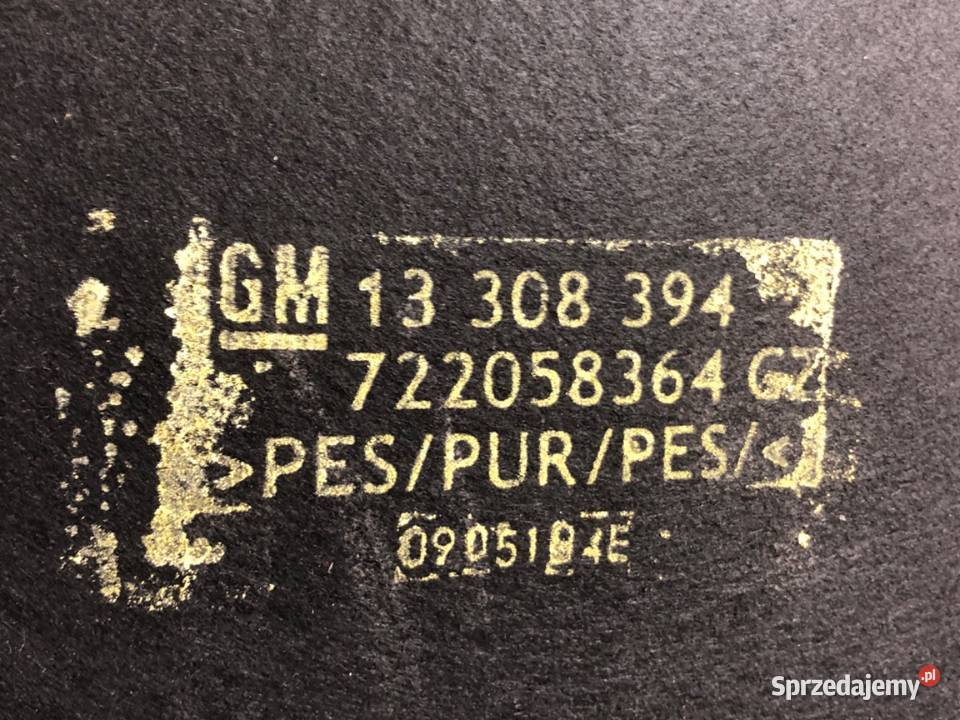 GM 13 308 394
722058364 GZ
>PES/PUR/PES/<
Sprzedajemy.pl